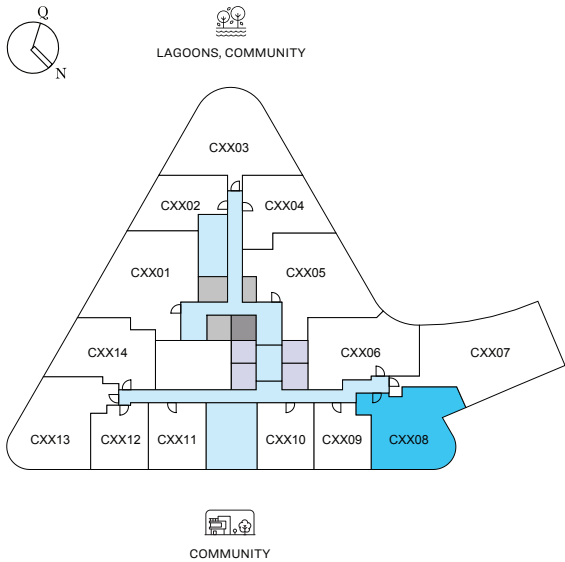 Q
N
LAGOONS, COMMUNITY
CXX03
CXX02
CXX04
CXX01
CXX05
CXX14
CXX06
CXX07
CXX13
CXX12
CXX11
CXX10
CXX09
CXX08
COMMUNITY